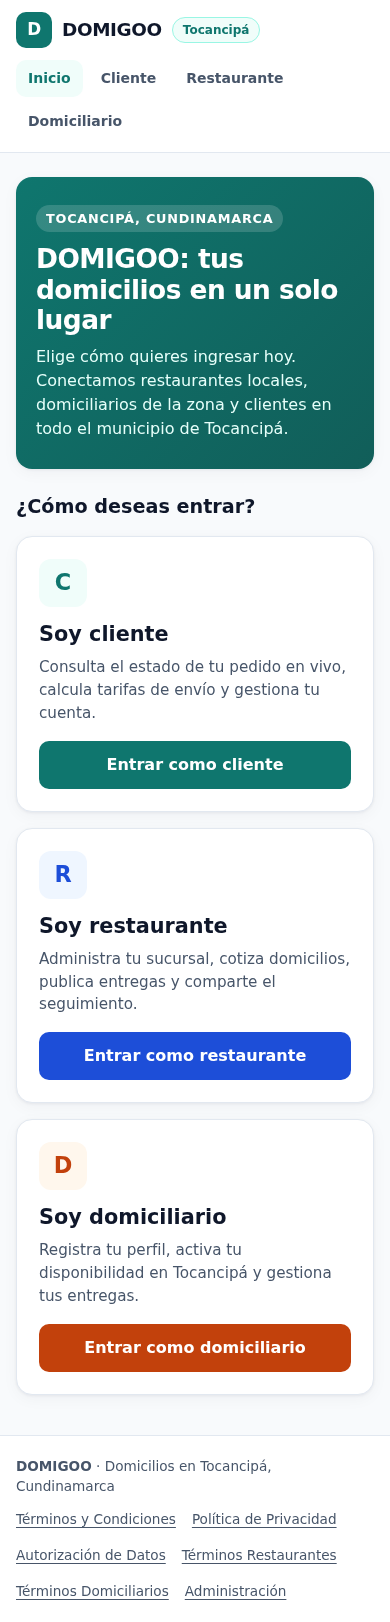 D DOMIGOO Tocancipá
Inicio Cliente Restaurante
Domiciliario
TOCANCIPÁ, CUNDINAMARCA
DOMIGOO: tus
domicilios en un solo
lugar
Elige cómo quieres ingresar hoy.
Conectamos restaurantes locales,
domiciliarios de la zona y clientes en
todo el municipio de Tocancipá.
¿Cómo deseas entrar?
C
Soy cliente
Consulta el estado de tu pedido en vivo,
calcula tarifas de envío y gestiona tu
cuenta.
Entrar como cliente
R
Soy restaurante
Administra tu sucursal, cotiza domicilios,
publica entregas y comparte el
seguimiento.
Entrar como restaurante
D
Soy domiciliario
Registra tu perfil, activa tu
disponibilidad en Tocancipá y gestiona
tus entregas.
Entrar como domiciliario
DOMIGOO · Domicilios en Tocancipá,
Cundinamarca
Términos y Condiciones Política de Privacidad
Autorización de Datos Términos Restaurantes
Términos Domiciliarios Administración